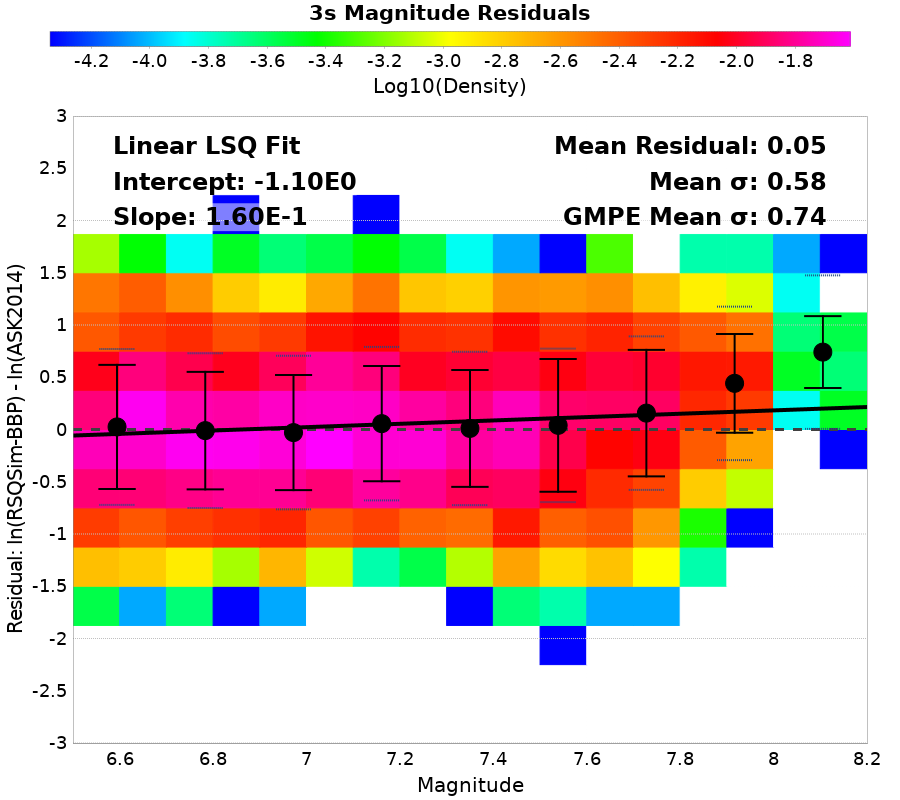 3s Magnitude Residuals
-4.2 -4.0 -3.8 -3.6 -3.4 -3.2 -3.0 -2.8 -2.6 -2.4 -2.2 -2.0 -1.8
Log10(Density)
Linear LSQ Fit
Intercept: -1.10E0
Slope: 1.60E-1
Mean Residual: 0.05
Mean σ: 0.58
GMPE Mean σ: 0.74
Residual: ln(RSQSim-BBP) - ln(ASK2014)
3
2.5
2
1.5
1
0.5
0
-0.5
-1
-1.5
-2
-2.5
-3
6.6 6.8 7 7.2 7.4 7.6 7.8 8 8.2
Magnitude